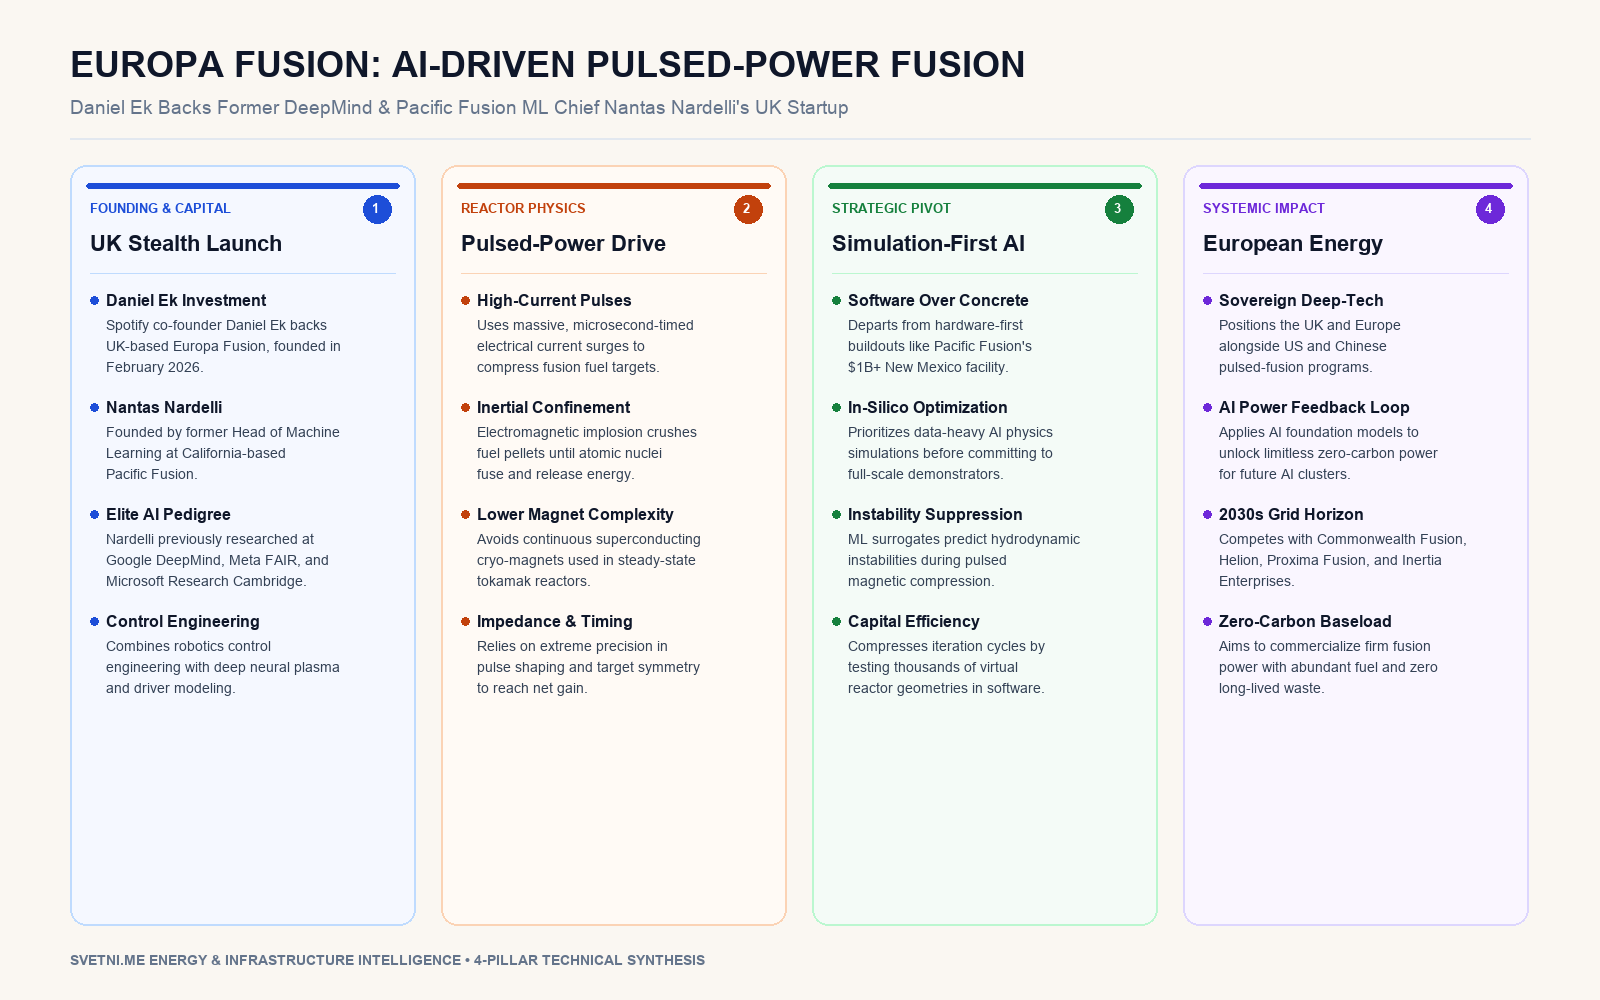 EUROPA FUSION: AI-DRIVEN PULSED-POWER FUSION
Daniel Ek Backs Former DeepMind & Pacific Fusion ML Chief Nantas Nardelli's UK Startup
FOUNDING & CAPITAL
1
UK Stealth Launch
Daniel Ek Investment
Spotify co-founder Daniel Ek backs
UK-based Europa Fusion, founded in
February 2026.
Nantas Nardelli
Founded by former Head of Machine
Learning at California-based
Pacific Fusion.
Elite AI Pedigree
Nardelli previously researched at
Google DeepMind, Meta FAIR, and
Microsoft Research Cambridge.
Control Engineering
Combines robotics control
engineering with deep neural plasma
and driver modeling.
REACTOR PHYSICS
2
Pulsed-Power Drive
High-Current Pulses
Uses massive, microsecond-timed
electrical current surges to
compress fusion fuel targets.
Inertial Confinement
Electromagnetic implosion crushes
fuel pellets until atomic nuclei
fuse and release energy.
Lower Magnet Complexity
Avoids continuous superconducting
cryo-magnets used in steady-state
tokamak reactors.
Impedance & Timing
Relies on extreme precision in
pulse shaping and target symmetry
to reach net gain.
STRATEGIC PIVOT
3
Simulation-First AI
Software Over Concrete
Departs from hardware-first
buildouts like Pacific Fusion's
$1B+ New Mexico facility.
In-Silico Optimization
Prioritizes data-heavy AI physics
simulations before committing to
full-scale demonstrators.
Instability Suppression
ML surrogates predict hydrodynamic
instabilities during pulsed
magnetic compression.
Capital Efficiency
Compresses iteration cycles by
testing thousands of virtual
reactor geometries in software.
SYSTEMIC IMPACT
4
European Energy
Sovereign Deep-Tech
Positions the UK and Europe
alongside US and Chinese
pulsed-fusion programs.
AI Power Feedback Loop
Applies AI foundation models to
unlock limitless zero-carbon power
for future AI clusters.
2030s Grid Horizon
Competes with Commonwealth Fusion,
Helion, Proxima Fusion, and Inertia
Enterprises.
Zero-Carbon Baseload
Aims to commercialize firm fusion
power with abundant fuel and zero
long-lived waste.
SVETNI.ME ENERGY & INFRASTRUCTURE INTELLIGENCE • 4-PILLAR TECHNICAL SYNTHESIS